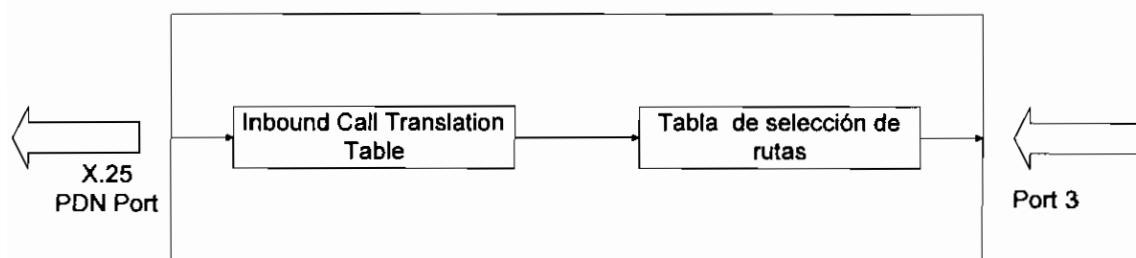 Inbound Call Translation
Table
Tabla de selección de
rutas
X.25
PDN Port
Port 3